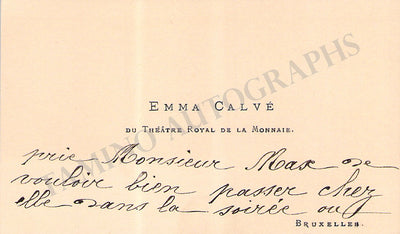 EMMA CALVÉ
DU THÉÂTRE ROYAL DE LA MONNAIE.
prie Monsieur Max de
vouloir bien passer chez
elle dans la soirée ou
BRUXELLES.
TAMINO AUTOGRAPHS